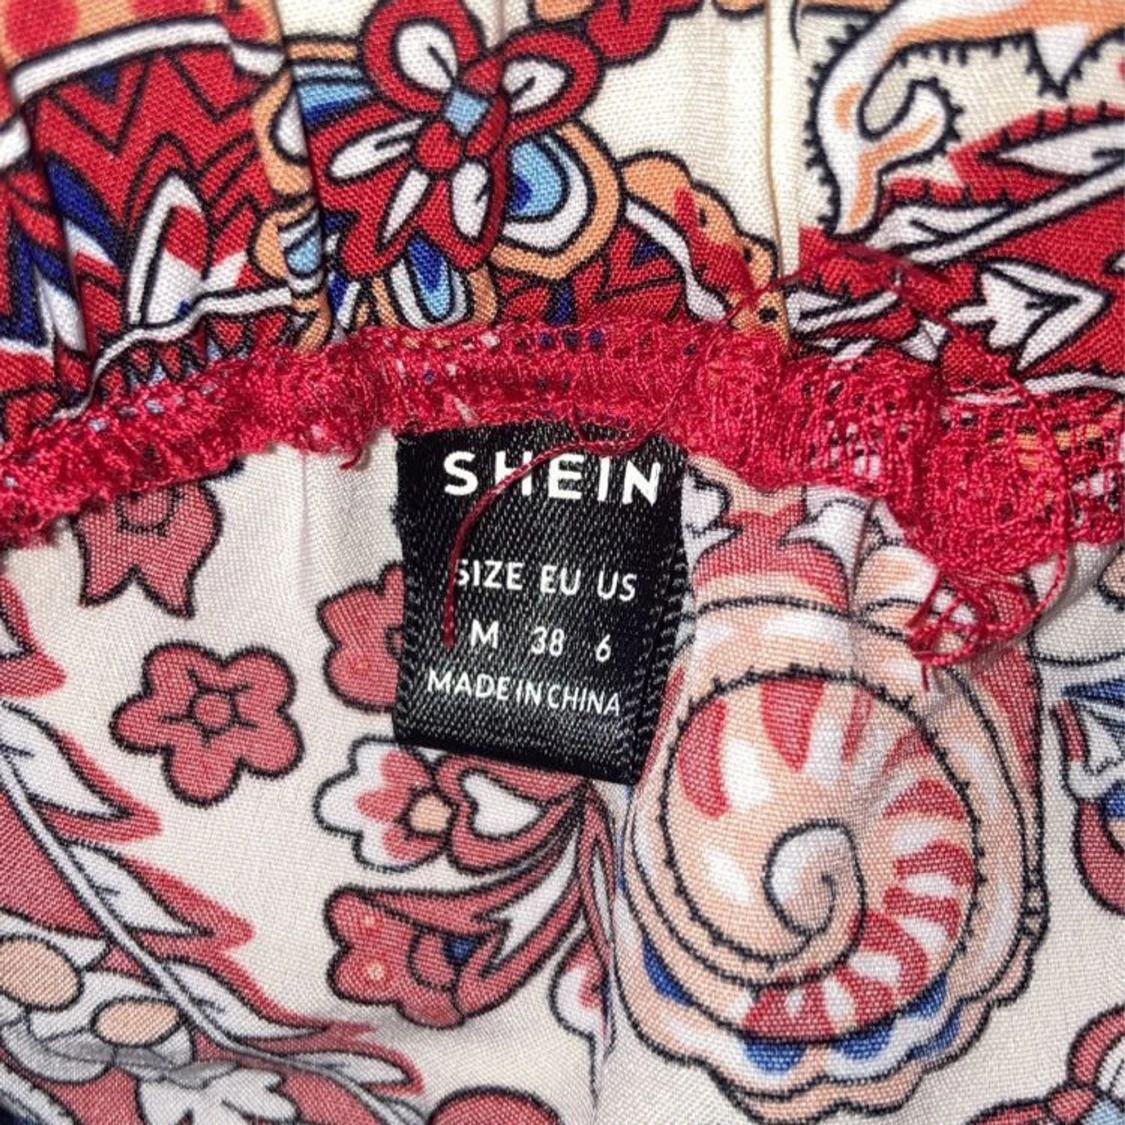 SHEIN
SIZE EU US
M 38 6
MADE IN CHINA